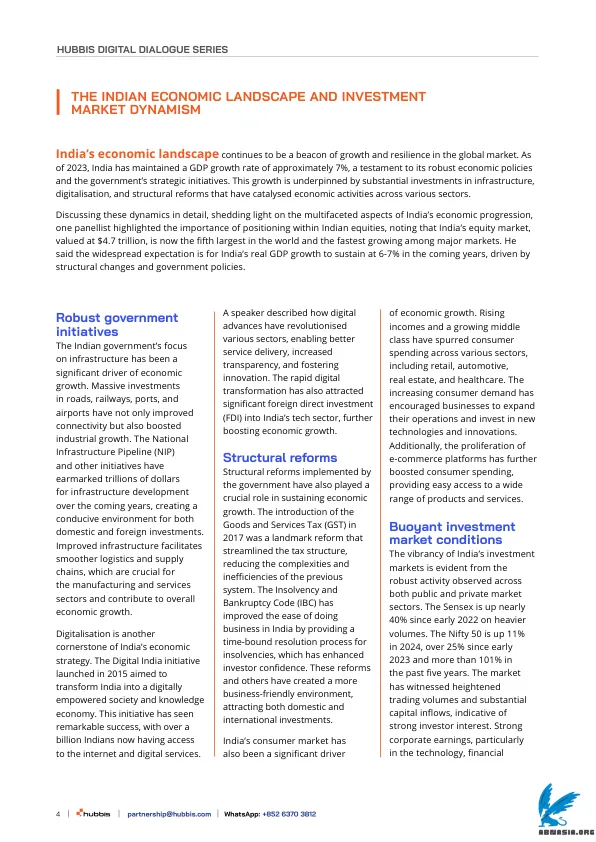 HUBBIS DIGITAL DIALOGUE SERIES
THE INDIAN ECONOMIC LANDSCAPE AND INVESTMENT
MARKET DYNAMISM
India's economic landscape continues to be a beacon of growth and resilience in the global market. As
of 2023, India has maintained a GDP growth rate of approximately 7%, a testament to its robust economic policies
and the government's strategic initiatives. This growth is underpinned by substantial investments in infrastructure,
digitalisation, and structural reforms that have catalysed economic activities across various sectors.
Discussing these dynamics in detail, shedding light on the multifaceted aspects of India's economic progression,
one panellist highlighted the importance of positioning within Indian equities, noting that India's equity market,
valued at $4.7 trillion, is now the fifth largest in the world and the fastest growing among major markets. He
said the widespread expectation is for India's real GDP growth to sustain at 6-7% in the coming years, driven by
structural changes and government policies.
Robust government
initiatives
The Indian government's focus
on infrastructure has been a
significant driver of economic
growth. Massive investments
in roads, railways, ports, and
airports have not only improved
connectivity but also boosted
industrial growth. The National
Infrastructure Pipeline (NIP)
and other initiatives have
earmarked trillions of dollars
for infrastructure development
over the coming years, creating a
conducive environment for both
domestic and foreign investments.
Improved infrastructure facilitates
smoother logistics and supply
chains, which are crucial for
the manufacturing and services
sectors and contribute to overall
economic growth.
Digitalisation is another
cornerstone of India's economic
strategy. The Digital India initiative
launched in 2015 aimed to
transform India into a digitally
empowered society and knowledge
economy. This initiative has seen
remarkable success, with over a
billion Indians now having access
to the internet and digital services.
A speaker described how digital
advances have revolutionised
various sectors, enabling better
service delivery, increased
transparency, and fostering
innovation. The rapid digital
transformation has also attracted
significant foreign direct investment
(FDI) into India's tech sector, further
boosting economic growth.
Structural reforms
Structural reforms implemented by
the government have also played a
crucial role in sustaining economic
growth. The introduction of the
Goods and Services Tax (GST) in
2017 was a landmark reform that
streamlined the tax structure,
reducing the complexities and
inefficiencies of the previous
system. The Insolvency and
Bankruptcy Code (IBC) has
improved the ease of doing
business in India by providing a
time-bound resolution process for
insolvencies, which has enhanced
investor confidence. These reforms
and others have created a more
business-friendly environment,
attracting both domestic and
international investments.
India's consumer market has
also been a significant driver
of economic growth. Rising
incomes and a growing middle
class have spurred consumer
spending across various sectors,
including retail, automotive,
real estate, and healthcare. The
increasing consumer demand has
encouraged businesses to expand
their operations and invest in new
technologies and innovations.
Additionally, the proliferation of
e-commerce platforms has further
boosted consumer spending,
providing easy access to a wide
range of products and services.
Buoyant investment
market conditions
The vibrancy of India's investment
markets is evident from the
robust activity observed across
both public and private market
sectors. The Sensex is up nearly
40% since early 2022 on heavier
volumes. The Nifty 50 is up 11%
in 2024, over 25% since early
2023 and more than 101% in
the past five years. The market
has witnessed heightened
trading volumes and substantial
capital inflows, indicative of
strong investor interest. Strong
corporate earnings, particularly
in the technology, financial
4 | hubbis | partnership@hubbis.com | WhatsApp: +852 6370 3812
ABNASIA.ORG